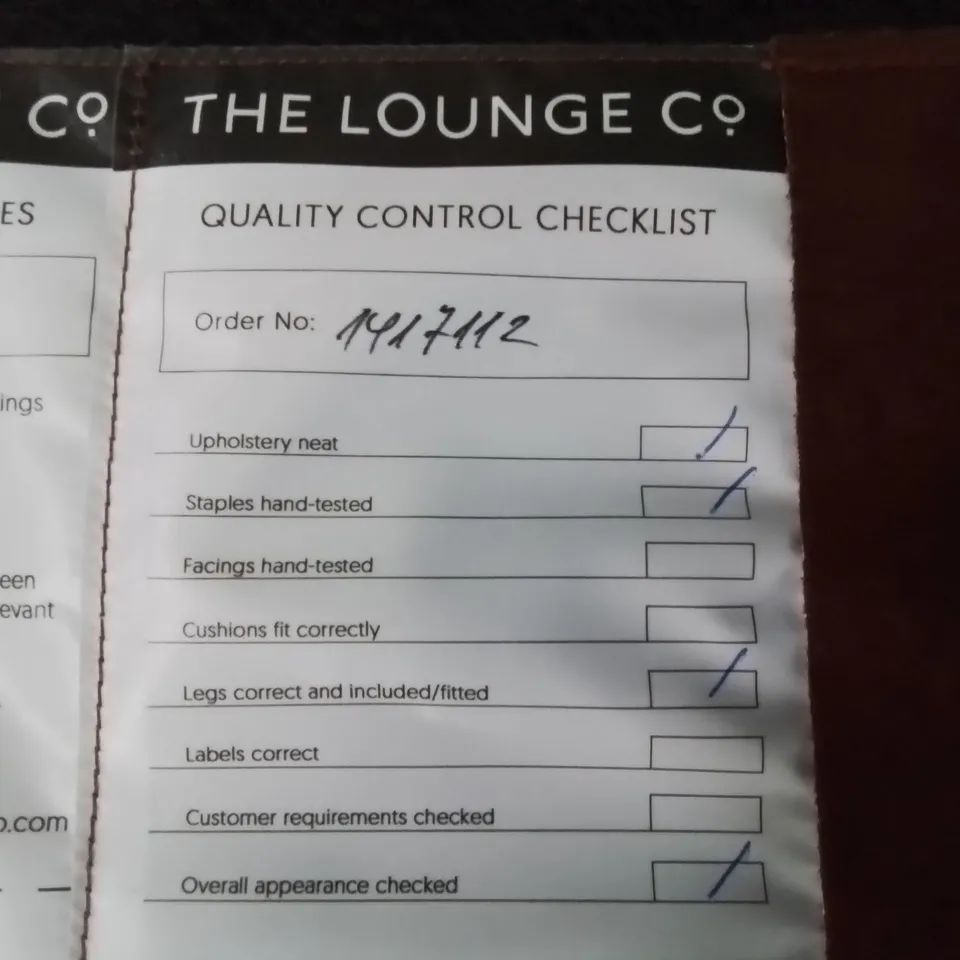 Cº THE LOUNGE Cº
ES
QUALITY CONTROL CHECKLIST
Order No: 1417112
ings
Upholstery neat
Staples hand-tested
Facings hand-tested
een
evant
Cushions fit correctly
Legs correct and included/fitted
Labels correct
Customer requirements checked
o.com
Overall appearance checked